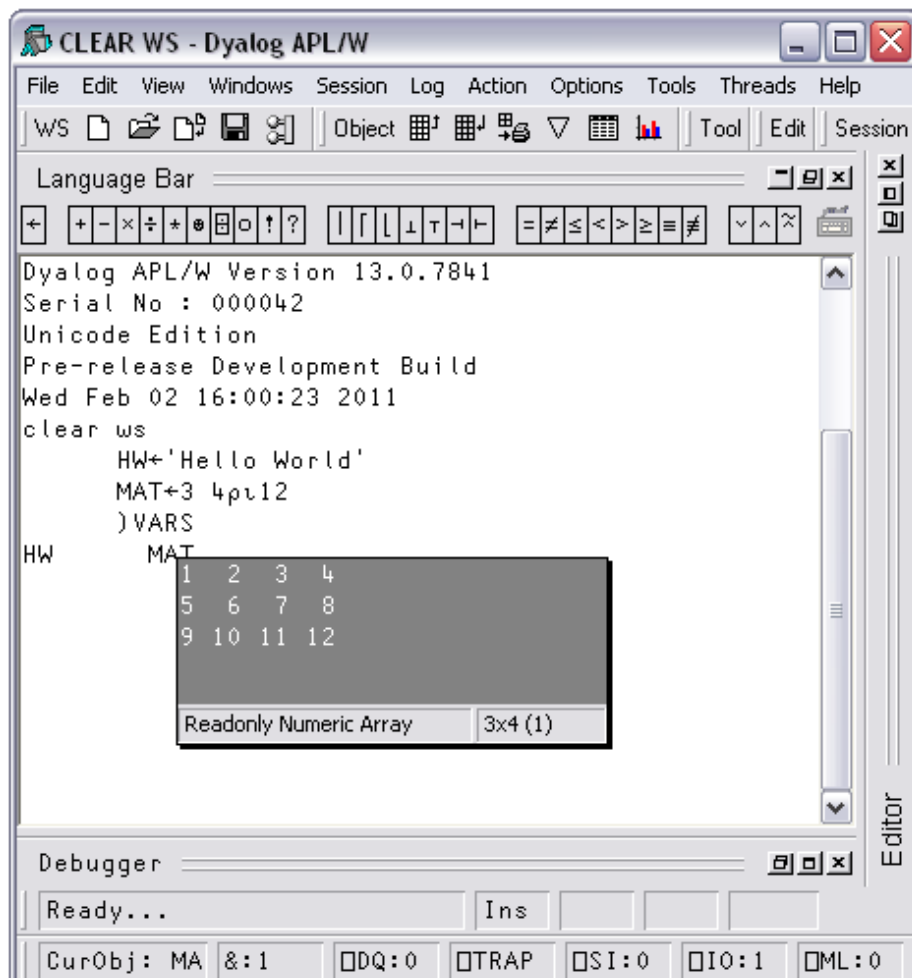 CLEAR WS - Dyalog APL/W
File Edit View Windows Session Log Action Options Tools Threads Help
WS Object Tool Edit Session
Language Bar
← + - × ÷ * ⍟ ⌹ ○ ! ? | ⌈ ⌊ ⊥ ⊤ ⊣ ⊢ = ≠ ≤ < > ≥ ≡ ≢ ∨ ∧ ⍲
Dyalog APL/W Version 13.0.7841
Serial No : 000042
Unicode Edition
Pre-release Development Build
Wed Feb 02 16:00:23 2011
clear ws
HW←'Hello World'
MAT←3 4⍴⍳12
)VARS
HW MAT
1 2 3 4
5 6 7 8
9 10 11 12
Readonly Numeric Array 3x4 (1)
Editor
Debugger
Ready... Ins
CurObj: MA &:1 ⎕DQ:0 ⎕TRAP ⎕SI:0 ⎕IO:1 ⎕ML:0